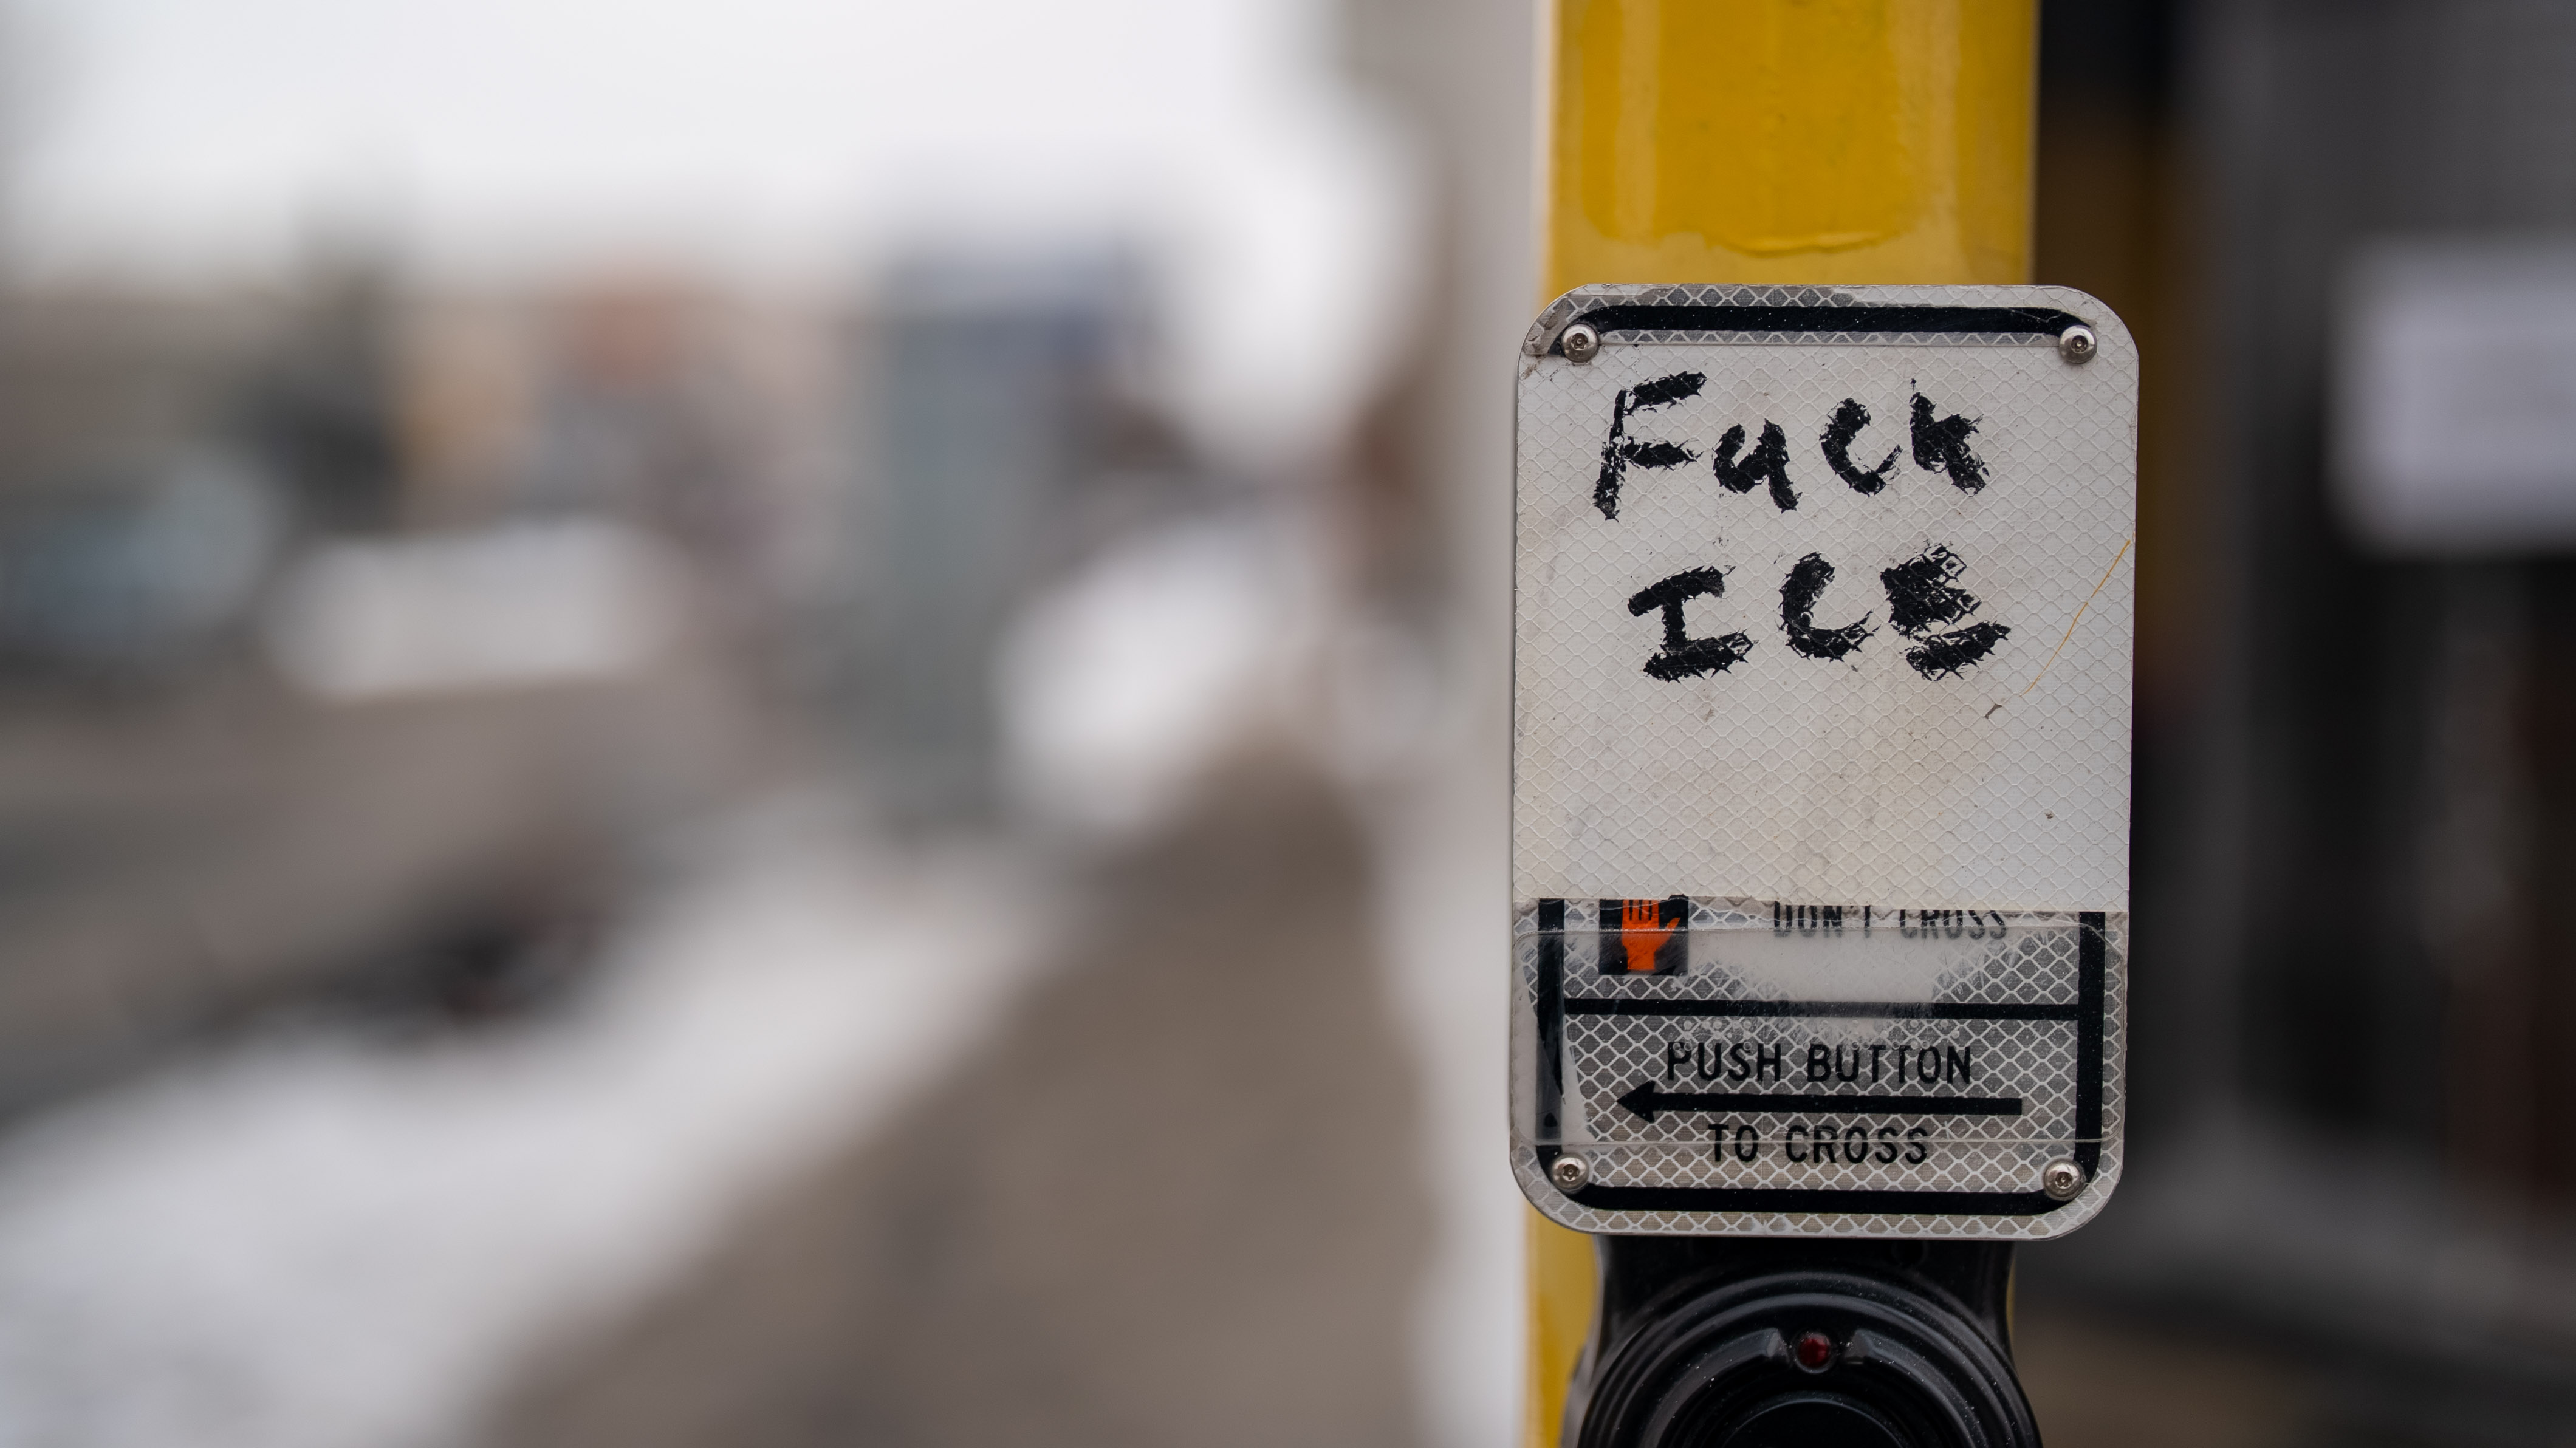 Fuck
ICE
DON'T CROSS
PUSH BUTTON
TO CROSS